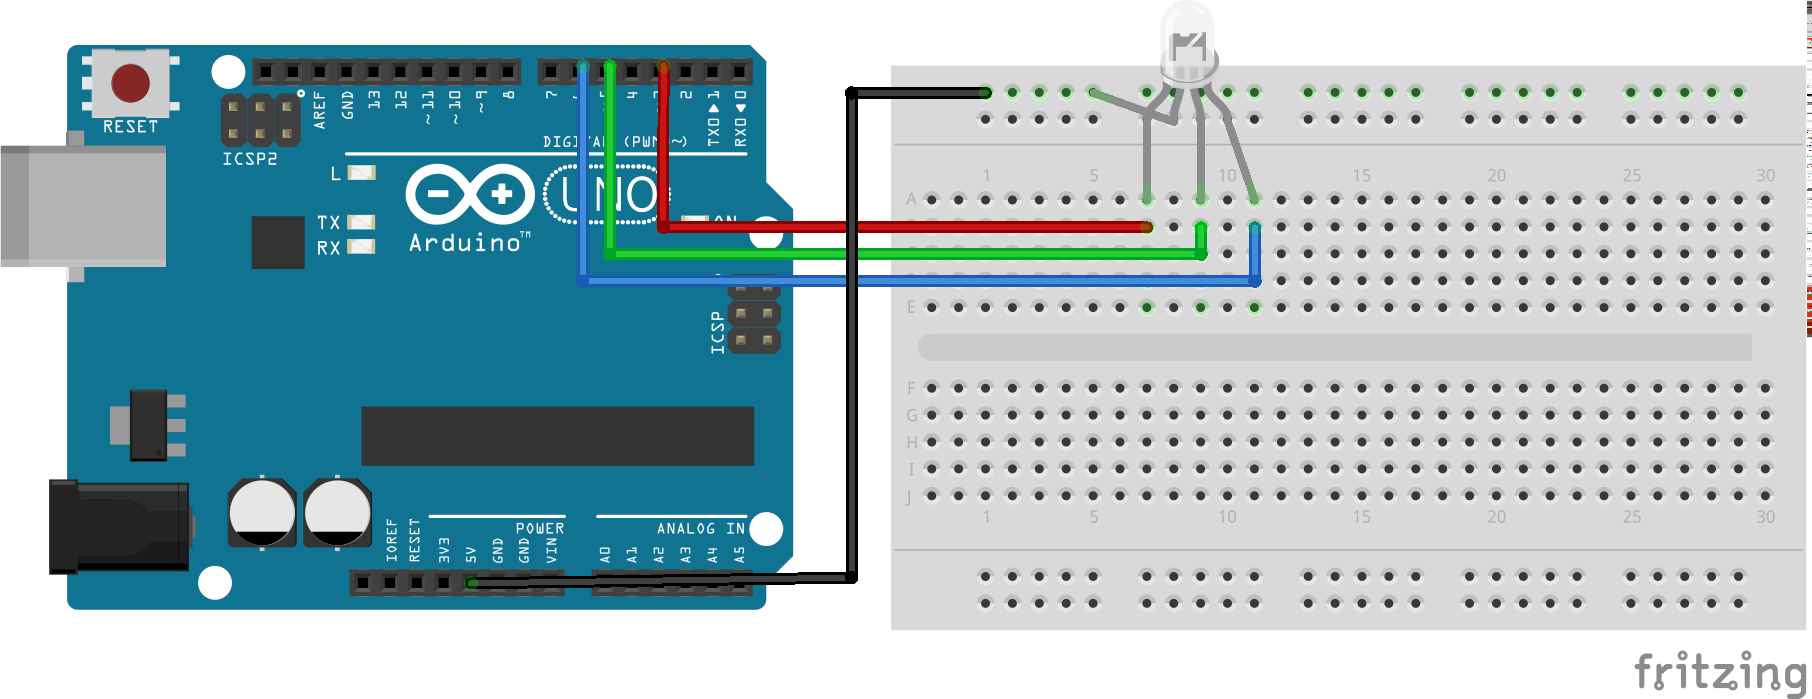 RESET
ICSP2
AREF
GND
13
12
~11
~10
~9
8
7
4
2
TX0▶1
RX0◀0
DIGITAL (PWM ~)
L
TX
RX
UNO
ON
Arduino™
ICSP
IOREF
RESET
3V3
5V
GND
GND
VIN
POWER
ANALOG IN
A0
A1
A2
A3
A4
A5
1 5 10 15 20 25 30
A
E
F
G
H
I
J
1 5 10 15 20 25 30
fritzing